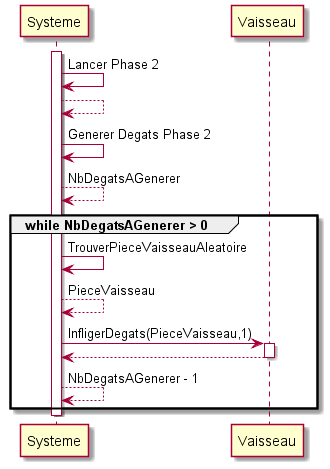 Systeme Vaisseau
Lancer Phase 2
Generer Degats Phase 2
NbDegatsAGenerer
while NbDegatsAGenerer > 0
TrouverPieceVaisseauAleatoire
PieceVaisseau
InfligerDegats(PieceVaisseau,1)
NbDegatsAGenerer - 1
Systeme Vaisseau